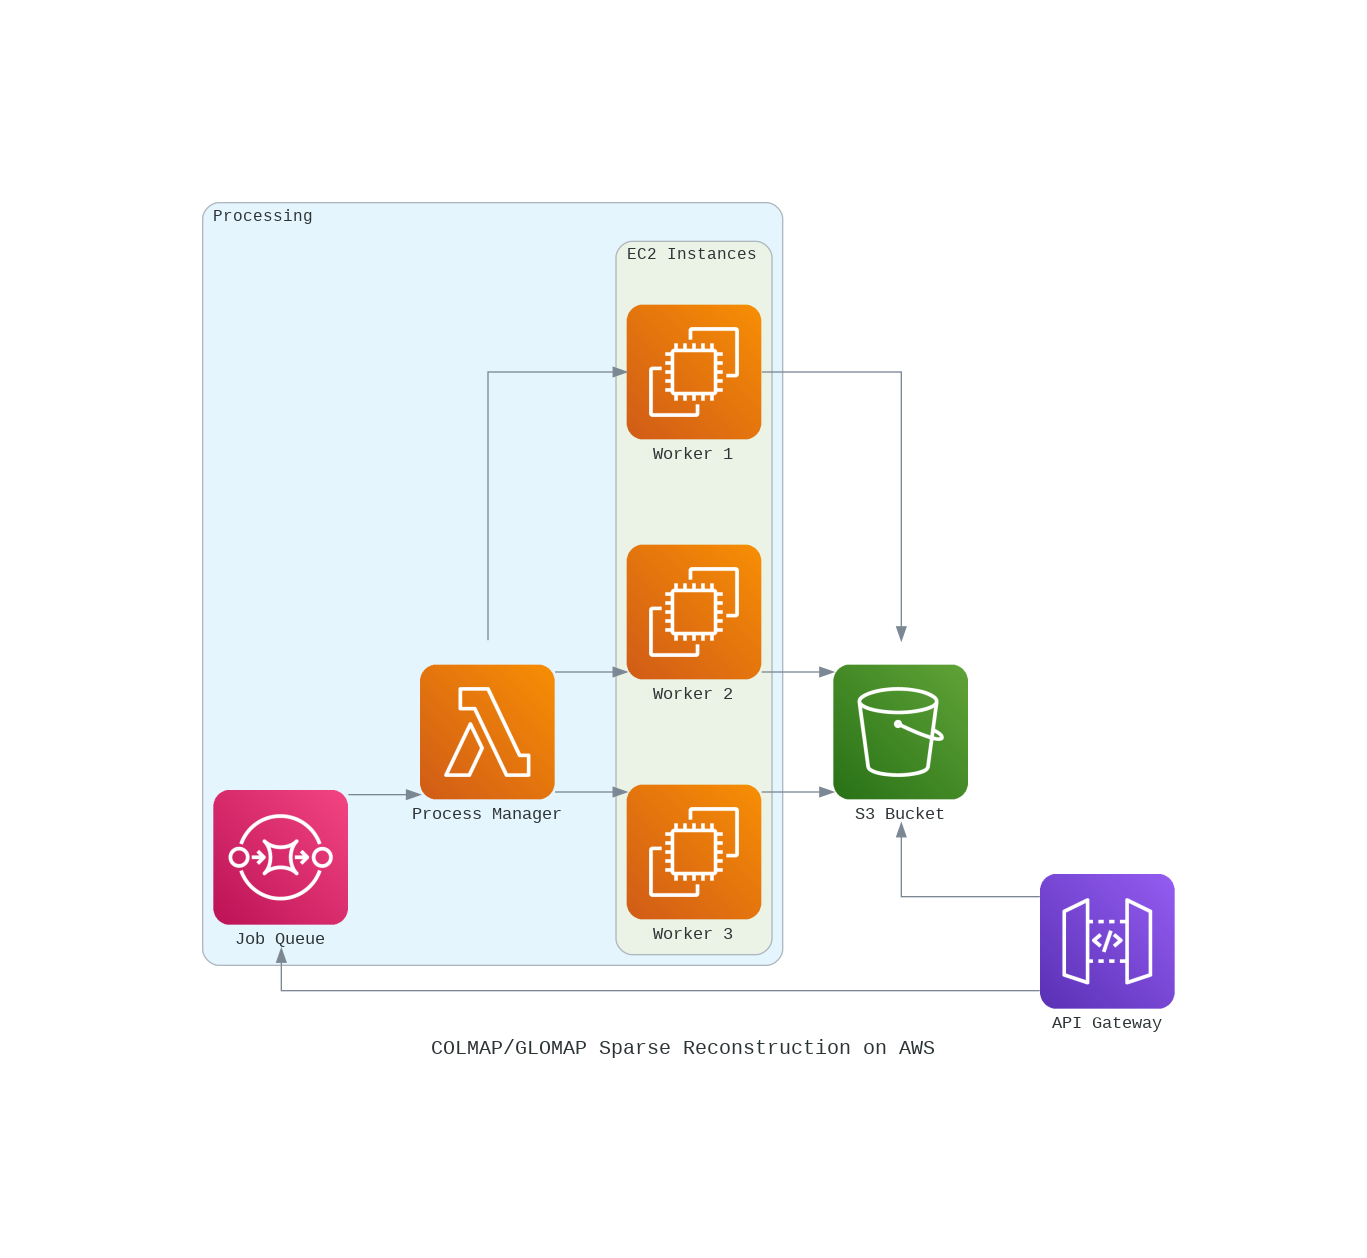 Processing
EC2 Instances
Worker 1
Worker 2
Process Manager
S3 Bucket
Worker 3
Job Queue
</>
API Gateway
COLMAP/GLOMAP Sparse Reconstruction on AWS